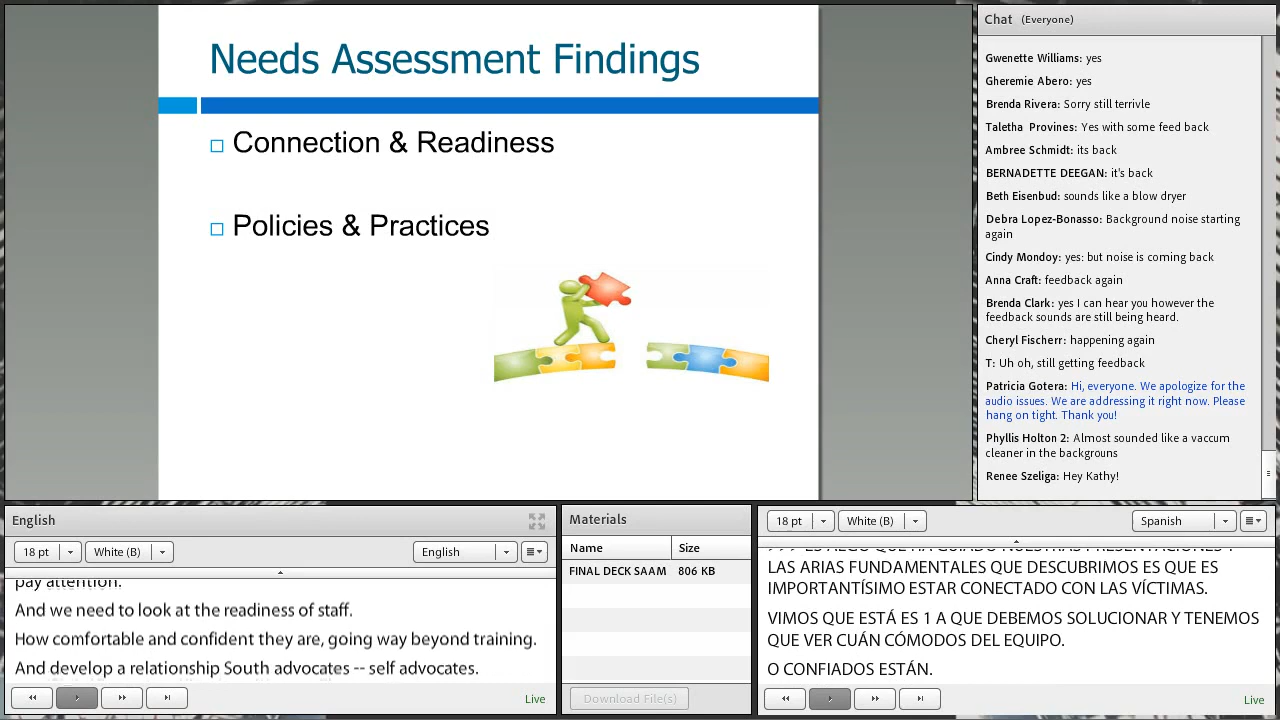 Needs Assessment Findings
Connection & Readiness
Policies & Practices
Chat (Everyone)
Gwenette Williams: yes
Gheremie Abero: yes
Brenda Rivera: Sorry still terrivle
Taletha Provines: Yes with some feed back
Ambree Schmidt: its back
BERNADETTE DEEGAN: it's back
Beth Eisenbud: sounds like a blow dryer
Debra Lopez-Bonasso: Background noise starting
again
Cindy Mondoy: yes: but noise is coming back
Anna Craft: feedback again
Brenda Clark: yes I can hear you however the
feedback sounds are still being heard.
Cheryl Fischerr: happening again
T: Uh oh, still getting feedback
Patricia Gotera: Hi, everyone. We apologize for the
audio issues. We are addressing it right now. Please
hang on tight. Thank you!
Phyllis Holton 2: Almost sounded like a vaccum
cleaner in the backgrouns
Renee Szeliga: Hey Kathy!
English
18 pt White (B) English
pay attention.
And we need to look at the readiness of staff.
How comfortable and confident they are, going way beyond training.
And develop a relationship South advocates -- self advocates.
Live
Materials
Name Size
FINAL DECK SAAM 806 KB
Download File(s)
18 pt White (B) Spanish
>>> ES ALGO QUE HA GUIADO NUESTRAS PRESENTACIONES Y
LAS ARIAS FUNDAMENTALES QUE DESCUBRIMOS ES QUE ES
IMPORTANTÍSIMO ESTAR CONECTADO CON LAS VÍCTIMAS.
VIMOS QUE ESTÁ ES 1 A QUE DEBEMOS SOLUCIONAR Y TENEMOS
QUE VER CUÁN CÓMODOS DEL EQUIPO.
O CONFIADOS ESTÁN.
Live